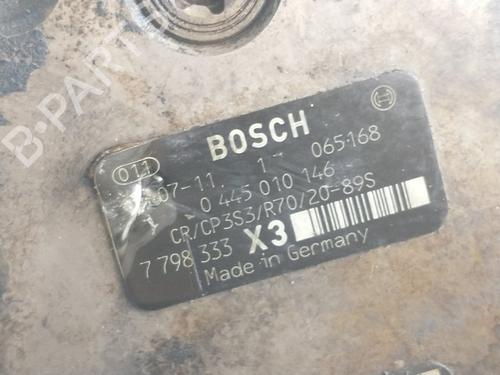 B-PARTS
BOSCH
011
07-11 1- 065168
0 445 010 146
CR/CP3S3/R70/20-89S
7 798 333 X3
Made in Germany